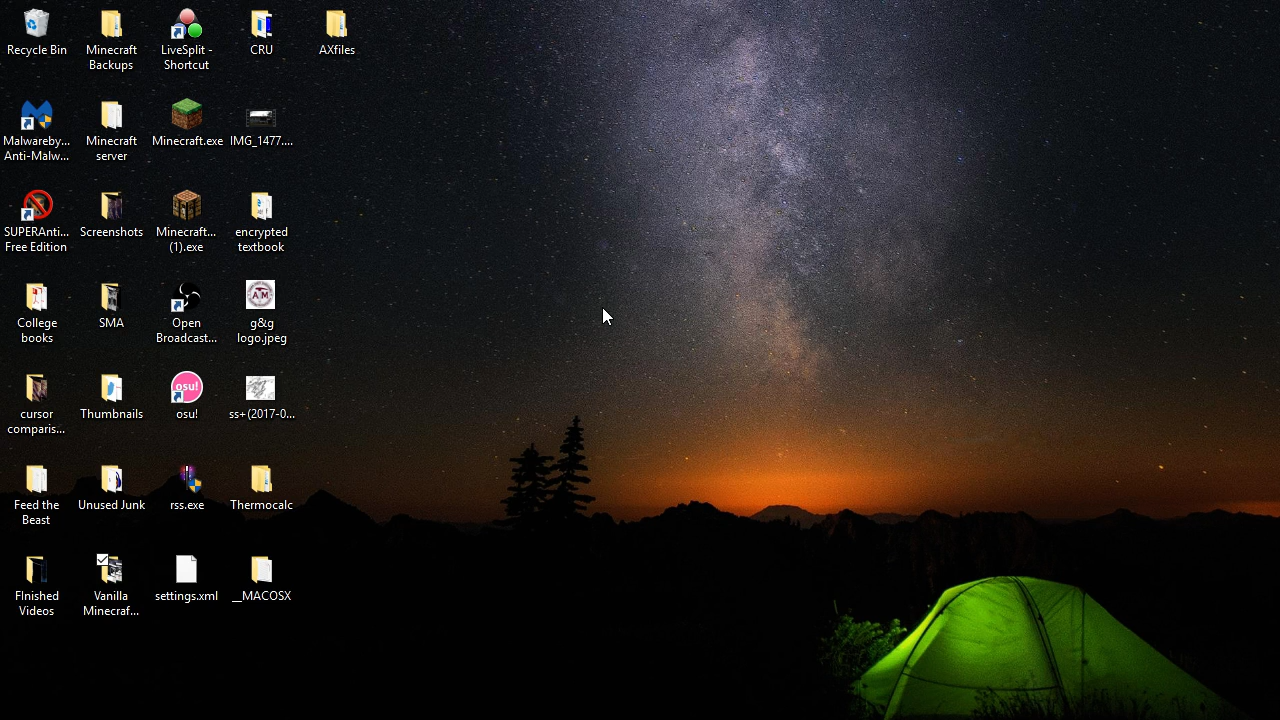 Recycle Bin
Minecraft
Backups
LiveSplit -
Shortcut
CRU
AXfiles
Malwareby...
Anti-Malw...
Minecraft
server
Minecraft.exe
IMG_1477....
SUPERAnti...
Free Edition
Screenshots
Minecraft...
(1).exe
encrypted
textbook
College
books
SMA
Open
Broadcast...
g&g
logo.jpeg
cursor
comparis...
Thumbnails
osu!
osu!
ss+(2017-0...
Feed the
Beast
Unused Junk
rss.exe
Thermocalc
FInished
Videos
Vanilla
Minecraf...
settings.xml
__MACOSX